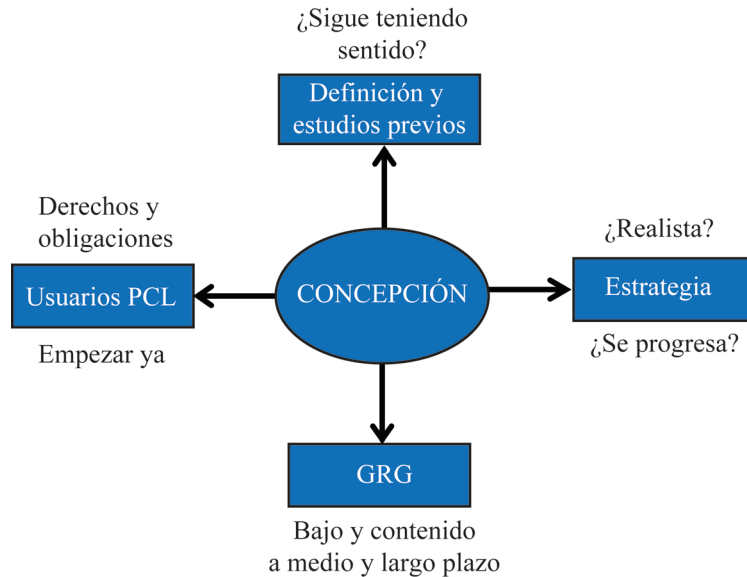 ¿Sigue teniendo
sentido?
Definición y
estudios previos
Derechos y
obligaciones
Usuarios PCL
Empezar ya
CONCEPCIÓN
¿Realista?
Estrategia
¿Se progresa?
GRG
Bajo y contenido
a medio y largo plazo